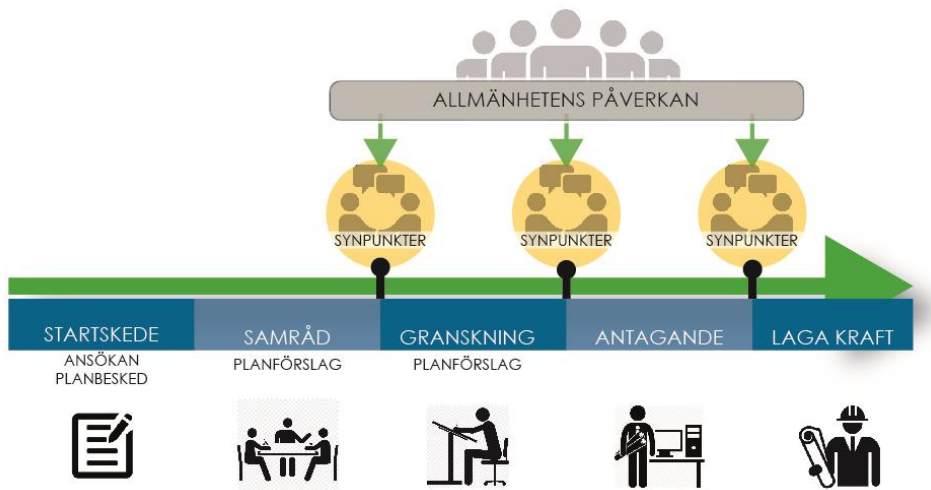 ALLMÄNHETENS PÅVERKAN
SYNPUNKTER
SYNPUNKTER
SYNPUNKTER
STARTSKEDE
SAMRÅD
GRANSKNING
ANTAGANDE
LAGA KRAFT
ANSÖKAN
PLANBESKED
PLANFÖRSLAG
PLANFÖRSLAG